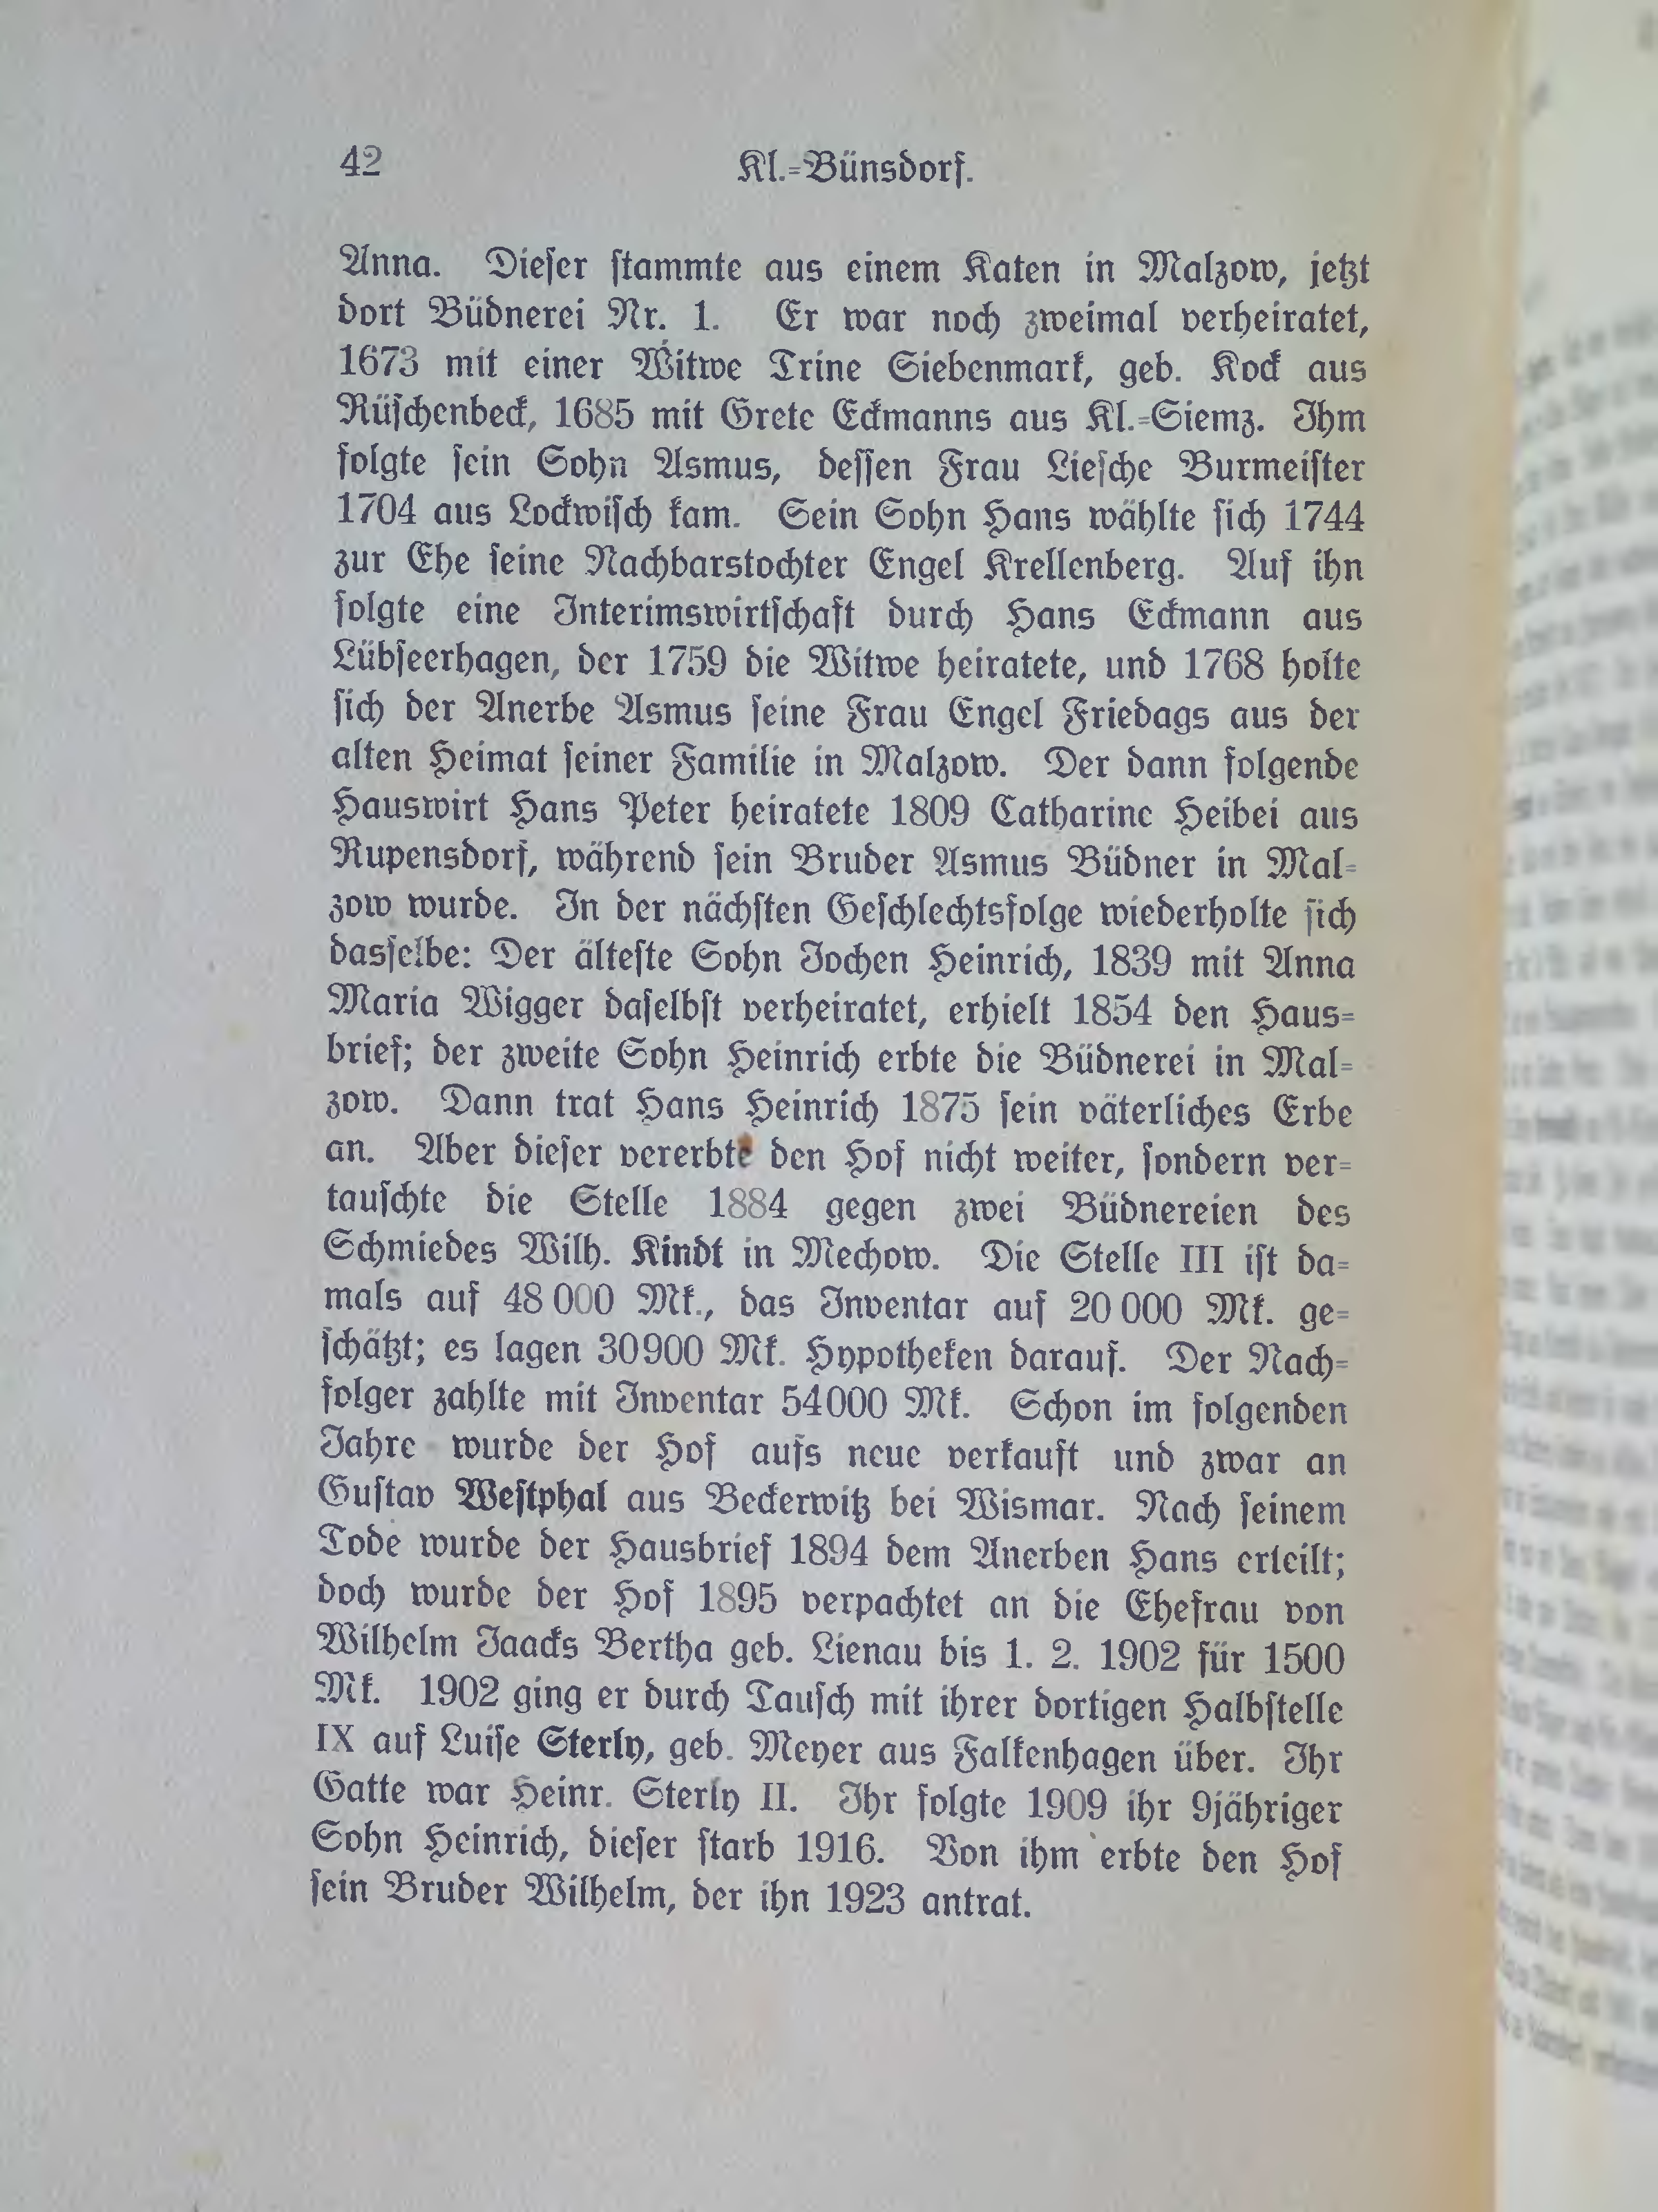 42
Kl.-Bünsdorf.
Anna. Dieser stammte aus einem Katen in Malzow, jetzt
dort Büdnerei Nr. 1. Er war noch zweimal verheiratet,
1673 mit einer Witwe Trine Siebenmark, geb. Kock aus
Rüschenbeck, 1685 mit Grete Eckmanns aus Kl.-Siemz. Ihm
folgte sein Sohn Asmus, dessen Frau Liesche Burmeister
1704 aus Lockwisch kam. Sein Sohn Hans wählte sich 1744
zur Ehe seine Nachbarstochter Engel Krellenberg. Auf ihn
folgte eine Interimswirtschaft durch Hans Eckmann aus
Lübseerhagen, der 1759 die Witwe heiratete, und 1768 holte
sich der Anerbe Asmus seine Frau Engel Friedags aus der
alten Heimat seiner Familie in Malzow. Der dann folgende
Hauswirt Hans Peter heiratete 1809 Catharine Heibei aus
Rupensdorf, während sein Bruder Asmus Büdner in Mal-
zow wurde. In der nächsten Geschlechtsfolge wiederholte sich
dasselbe: Der älteste Sohn Jochen Heinrich, 1839 mit Anna
Maria Wigger daselbst verheiratet, erhielt 1854 den Haus-
brief; der zweite Sohn Heinrich erbte die Büdnerei in Mal-
zow. Dann trat Hans Heinrich 1875 sein väterliches Erbe
an. Aber dieser vererbte den Hof nicht weiter, sondern ver-
tauschte die Stelle 1884 gegen zwei Büdnereien des
Schmiedes Wilh. Kindt in Mechow. Die Stelle III ist da-
mals auf 48 000 Mk., das Inventar auf 20 000 Mk. ge-
schätzt; es lagen 30900 Mk. Hypotheken darauf. Der Nach-
folger zahlte mit Inventar 54000 Mk. Schon im folgenden
Jahre wurde der Hof aufs neue verkauft und zwar an
Gustav Westphal aus Beckerwitz bei Wismar. Nach seinem
Tode wurde der Hausbrief 1894 dem Anerben Hans erteilt;
doch wurde der Hof 1895 verpachtet an die Ehefrau von
Wilhelm Jaacks Bertha geb. Lienau bis 1. 2. 1902 für 1500
Mk. 1902 ging er durch Tausch mit ihrer dortigen Halbstelle
IX auf Luise Sterly, geb. Meyer aus Falkenhagen über. Ihr
Gatte war Heinr. Sterly II. Ihr folgte 1909 ihr 9jähriger
Sohn Heinrich, dieser starb 1916. Von ihm erbte den Hof
sein Bruder Wilhelm, der ihn 1923 antrat.